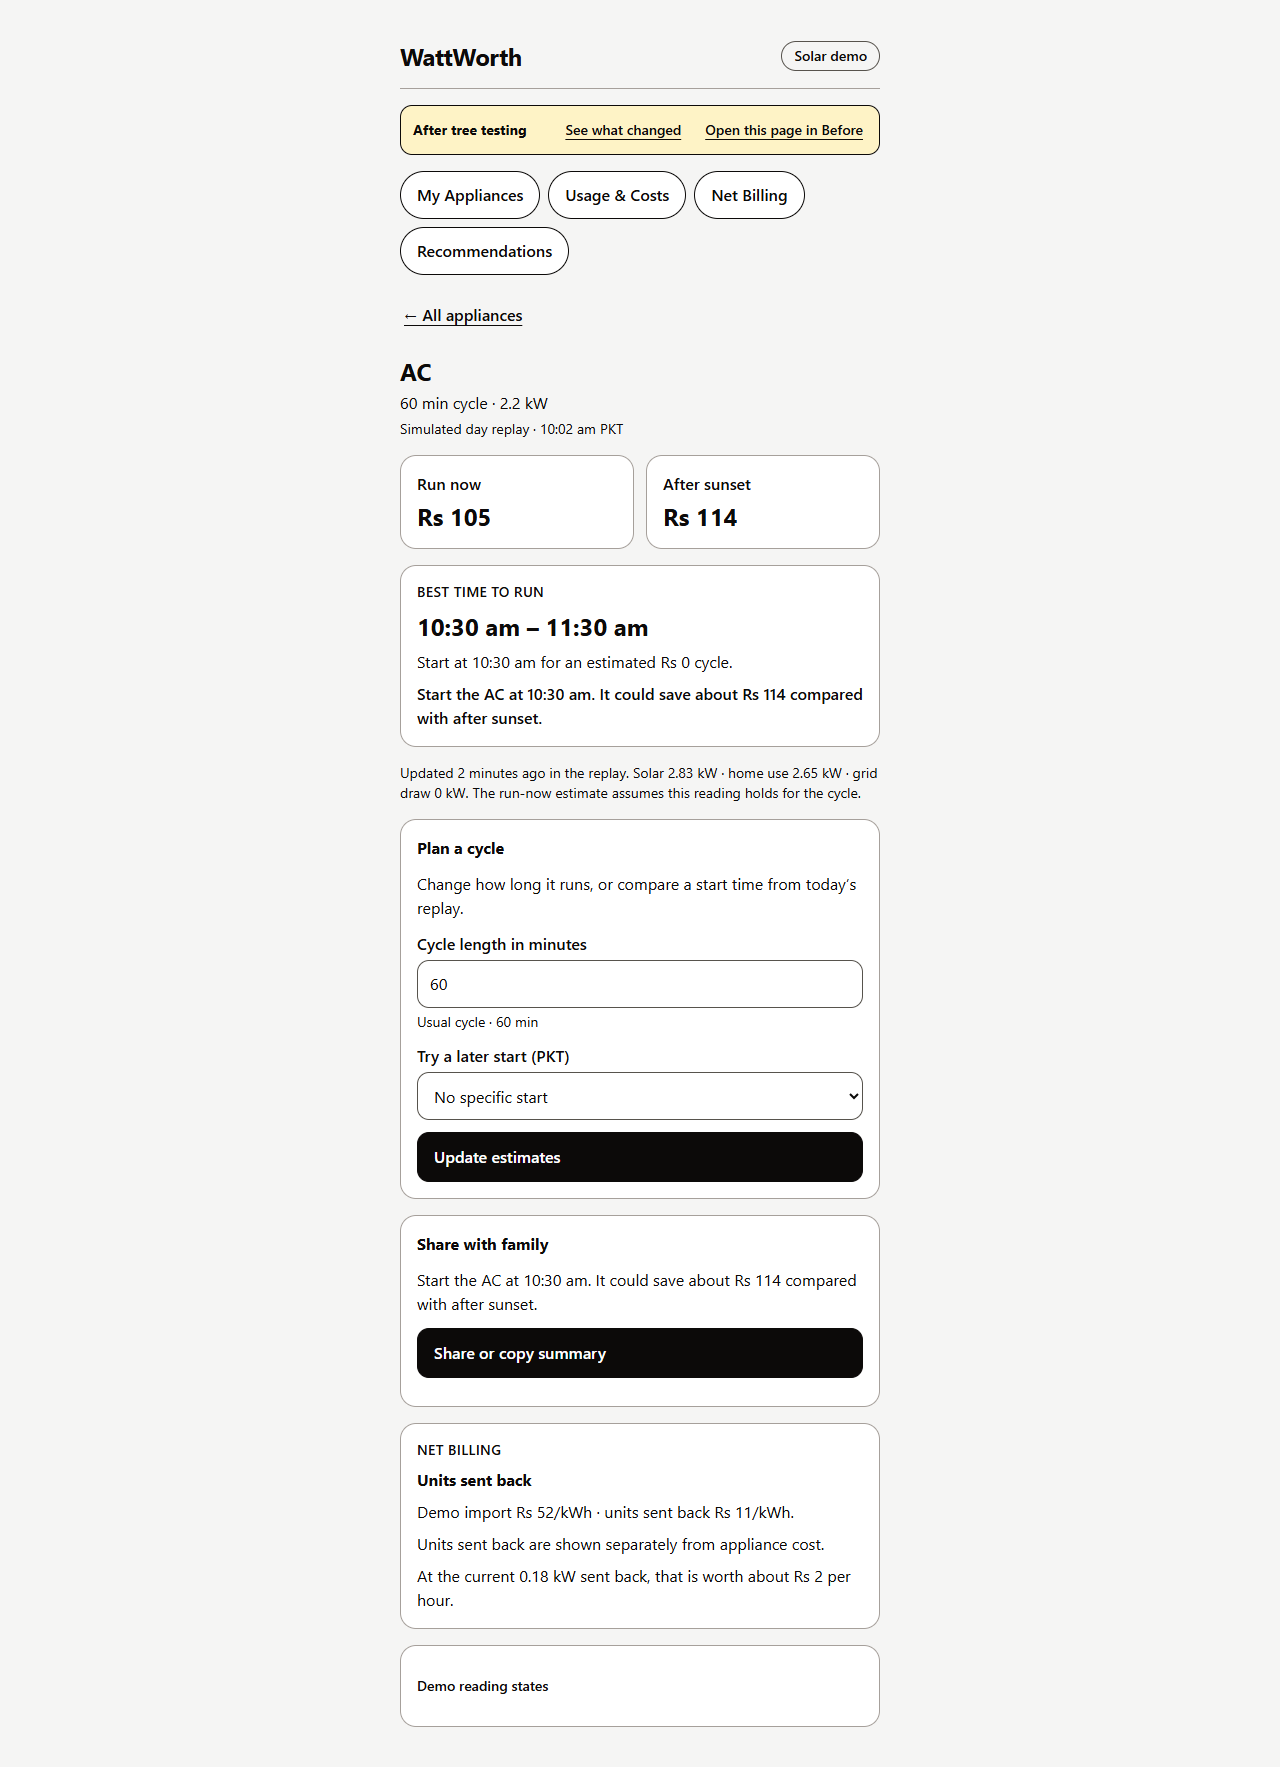 WattWorth
Solar demo
After tree testing
See what changed
Open this page in Before
My Appliances
Usage & Costs
Net Billing
Recommendations
← All appliances
AC
60 min cycle · 2.2 kW
Simulated day replay · 10:02 am PKT
Run now
Rs 105
After sunset
Rs 114
BEST TIME TO RUN
10:30 am – 11:30 am
Start at 10:30 am for an estimated Rs 0 cycle.
Start the AC at 10:30 am. It could save about Rs 114 compared
with after sunset.
Updated 2 minutes ago in the replay. Solar 2.83 kW · home use 2.65 kW · grid
draw 0 kW. The run-now estimate assumes this reading holds for the cycle.
Plan a cycle
Change how long it runs, or compare a start time from today’s
replay.
Cycle length in minutes
60
Usual cycle · 60 min
Try a later start (PKT)
No specific start
Update estimates
Share with family
Start the AC at 10:30 am. It could save about Rs 114 compared
with after sunset.
Share or copy summary
NET BILLING
Units sent back
Demo import Rs 52/kWh · units sent back Rs 11/kWh.
Units sent back are shown separately from appliance cost.
At the current 0.18 kW sent back, that is worth about Rs 2 per
hour.
Demo reading states